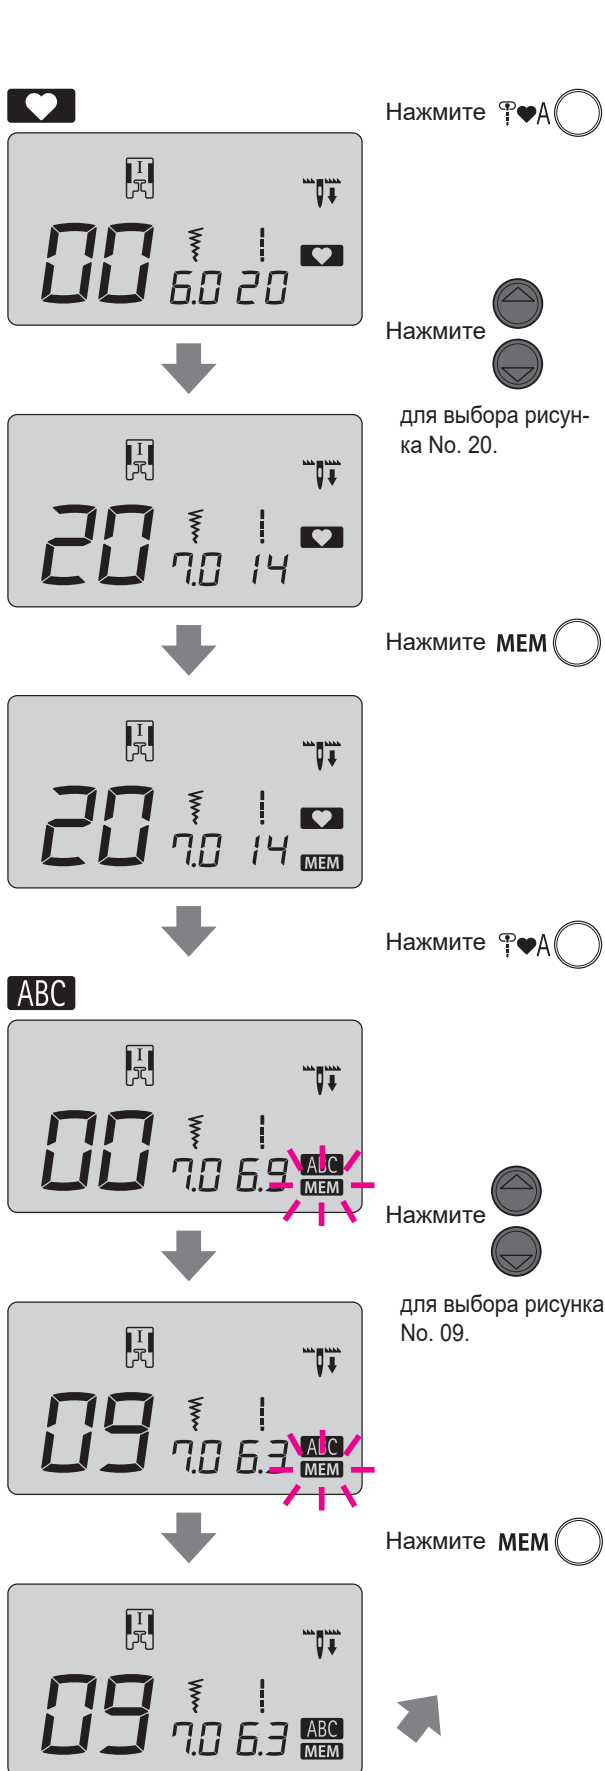 Нажмите A
I
00 6.0 20
Нажмите
для выбора рисун-
ка No. 20.
I
20 7.0 14
Нажмите MEM
I
20 7.0 14
MEM
Нажмите A
ABC
I
00 7.0 6.9 ABC
MEM
Нажмите
для выбора рисунка
No. 09.
I
09 7.0 6.3 ABC
MEM
Нажмите MEM
I
09 7.0 6.3 ABC
MEM